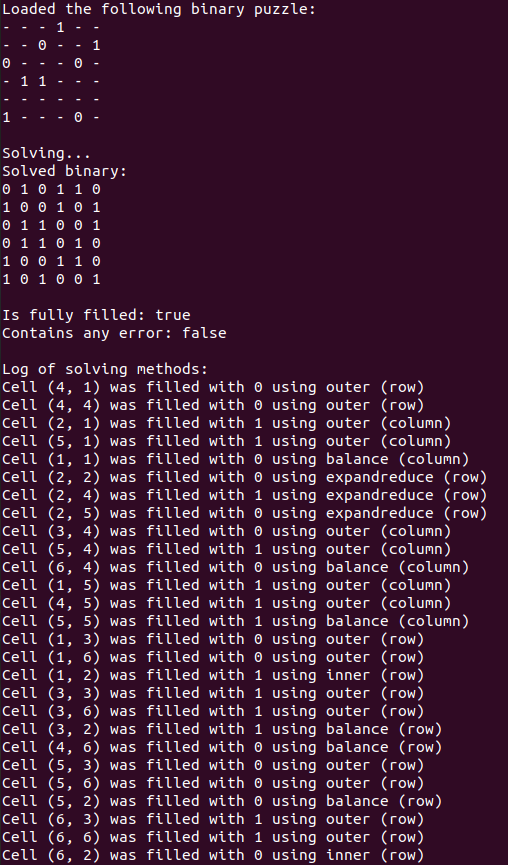 Loaded the following binary puzzle:
- - - 1 - -
- - 0 - - 1
0 - - - 0 -
- 1 1 - - -
- - - - - -
1 - - - 0 -
Solving...
Solved binary:
0 1 0 1 1 0
1 0 0 1 0 1
0 1 1 0 0 1
0 1 1 0 1 0
1 0 0 1 1 0
1 0 1 0 0 1
Is fully filled: true
Contains any error: false
Log of solving methods:
Cell (4, 1) was filled with 0 using outer (row)
Cell (4, 4) was filled with 0 using outer (row)
Cell (2, 1) was filled with 1 using outer (column)
Cell (5, 1) was filled with 1 using outer (column)
Cell (1, 1) was filled with 0 using balance (column)
Cell (2, 2) was filled with 0 using expandreduce (row)
Cell (2, 4) was filled with 1 using expandreduce (row)
Cell (2, 5) was filled with 0 using expandreduce (row)
Cell (3, 4) was filled with 0 using outer (column)
Cell (5, 4) was filled with 1 using outer (column)
Cell (6, 4) was filled with 0 using balance (column)
Cell (1, 5) was filled with 1 using outer (column)
Cell (4, 5) was filled with 1 using outer (column)
Cell (5, 5) was filled with 1 using balance (column)
Cell (1, 3) was filled with 0 using outer (row)
Cell (1, 6) was filled with 0 using outer (row)
Cell (1, 2) was filled with 1 using inner (row)
Cell (3, 3) was filled with 1 using outer (row)
Cell (3, 6) was filled with 1 using outer (row)
Cell (3, 2) was filled with 1 using balance (row)
Cell (4, 6) was filled with 0 using balance (row)
Cell (5, 3) was filled with 0 using outer (row)
Cell (5, 6) was filled with 0 using outer (row)
Cell (5, 2) was filled with 0 using balance (row)
Cell (6, 3) was filled with 1 using outer (row)
Cell (6, 6) was filled with 1 using outer (row)
Cell (6, 2) was filled with 0 using inner (row)